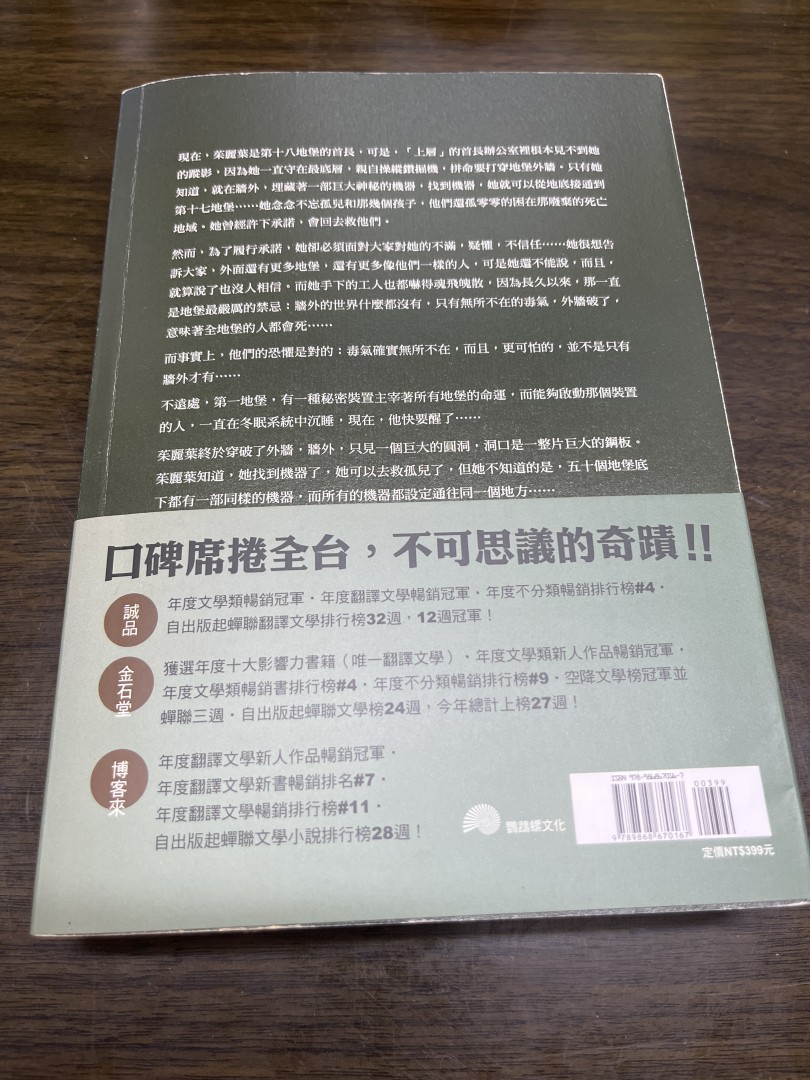 現在，茱麗葉是第十八地堡的首長，可是，「上層」的首長辦公室裡根本見不到她
的蹤影，因為她一直守在最底層，親自操縱鑽掘機，拼命要打穿地堡外牆。只有她
知道，就在牆外，埋藏著一部巨大神秘的機器，找到機器，她就可以從地底接通到
第十七地堡……她念念不忘孤兒和那幾個孩子，他們還孤零零的困在那廢棄的死亡
地域。她曾經許下承諾，會回去救他們。
然而，為了履行承諾，她卻必須面對大家對她的不滿，疑懼，不信任……她很想告
訴大家，外面還有更多地堡，還有更多像他們一樣的人，可是她還不能說，而且，
就算說了也沒人相信。而她手下的工人也都嚇得魂飛魄散，因為長久以來，那一直
是地堡最嚴厲的禁忌：牆外的世界什麼都沒有，只有無所不在的毒氣，外牆破了，
意味著全地堡的人都會死……
而事實上，他們的恐懼是對的：毒氣確實無所不在，而且，更可怕的，並不是只有
牆外才有……
不遠處，第一地堡，有一種秘密裝置主宰著所有地堡的命運，而能夠啟動那個裝置
的人，一直在冬眠系統中沉睡，現在，他快要醒了……
茱麗葉終於穿破了外牆，牆外，只見一個巨大的圓洞，洞口是一整片巨大的鋼板。
茱麗葉知道，她找到機器了，她可以去救孤兒了，但她不知道的是，五十個地堡底
下都有一部同樣的機器，而所有的機器都設定通往同一個地方……
口碑席捲全台，不可思議的奇蹟!!
誠品
年度文學類暢銷冠軍．年度翻譯文學暢銷冠軍．年度不分類暢銷排行榜#4．
自出版起蟬聯翻譯文學排行榜32週，12週冠軍！
金石堂
獲選年度十大影響力書籍（唯一翻譯文學）．年度文學類新人作品暢銷冠軍．
年度文學類暢銷書排行榜#4．年度不分類暢銷排行榜#9．空降文學榜冠軍並
蟬聯三週．自出版起蟬聯文學榜24週，今年總計上榜27週！
博客來
年度翻譯文學新人作品暢銷冠軍．
年度翻譯文學新書暢銷排名#7．
年度翻譯文學暢銷排行榜#11．
自出版起蟬聯文學小說排行榜28週！
鸚鵡螺文化
ISBN 978-986-86701-6-7
00399
9 789868 670167
定價NT$399元